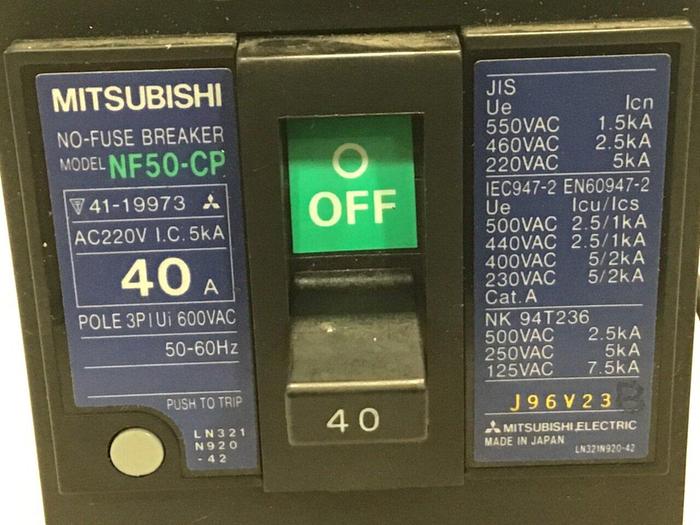 MITSUBISHI
NO-FUSE BREAKER
MODEL NF50-CP
41-19973
AC220V I.C. 5kA
40 A
POLE 3P Ui 600VAC
50-60Hz
PUSH TO TRIP
LN321
N920
-42
O
OFF
40
JIS
Ue Icn
550VAC 1.5kA
460VAC 2.5kA
220VAC 5kA
IEC947-2 EN60947-2
Ue Icu/Ics
500VAC 2.5/1kA
440VAC 2.5/1kA
400VAC 5/2kA
230VAC 5/2kA
Cat. A
NK 94T236
500VAC 2.5kA
250VAC 5kA
125VAC 7.5kA
J96V23
MITSUBISHI ELECTRIC
MADE IN JAPAN LN321N920-42